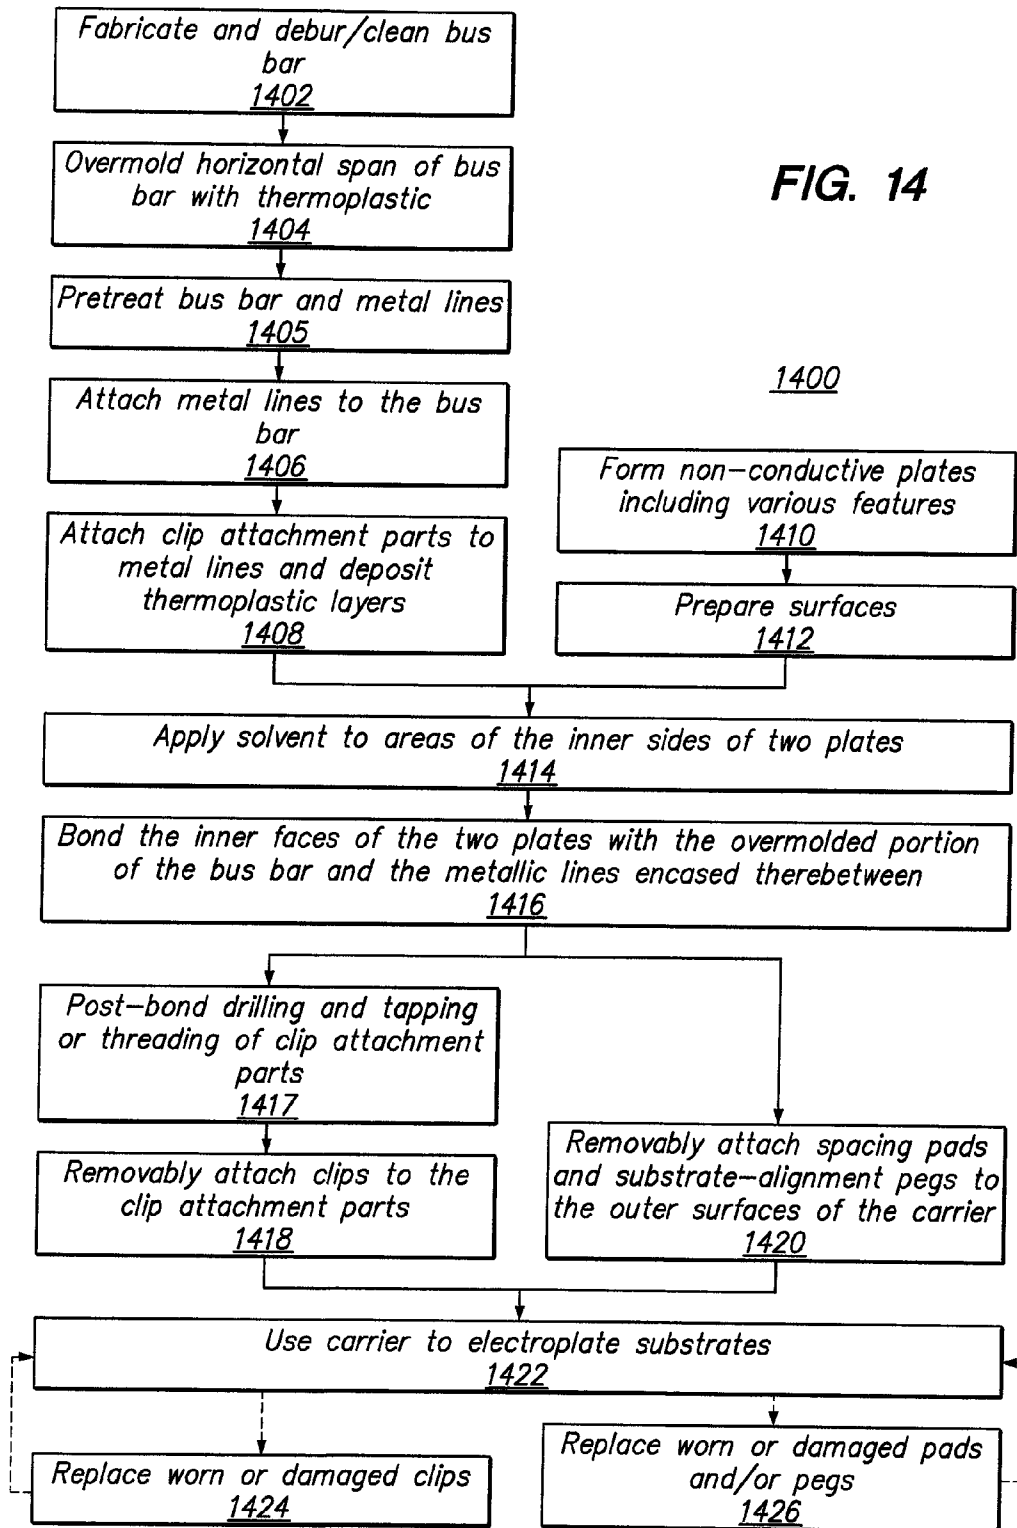 Fabricate and debur/clean bus
bar
1402
Overmold horizontal span of bus
bar with thermoplastic
1404
FIG. 14
Pretreat bus bar and metal lines
1405
1400
Attach metal lines to the bus
bar
1406
Form non-conductive plates
including various features
1410
Attach clip attachment parts to
metal lines and deposit
thermoplastic layers
1408
Prepare surfaces
1412
Apply solvent to areas of the inner sides of two plates
1414
Bond the inner faces of the two plates with the overmolded portion
of the bus bar and the metallic lines encased therebetween
1416
Post-bond drilling and tapping
or threading of clip attachment
parts
1417
Removably attach clips to the
clip attachment parts
1418
Removably attach spacing pads
and substrate-alignment pegs to
the outer surfaces of the carrier
1420
Use carrier to electroplate substrates
1422
Replace worn or damaged clips
1424
Replace worn or damaged pads
and/or pegs
1426